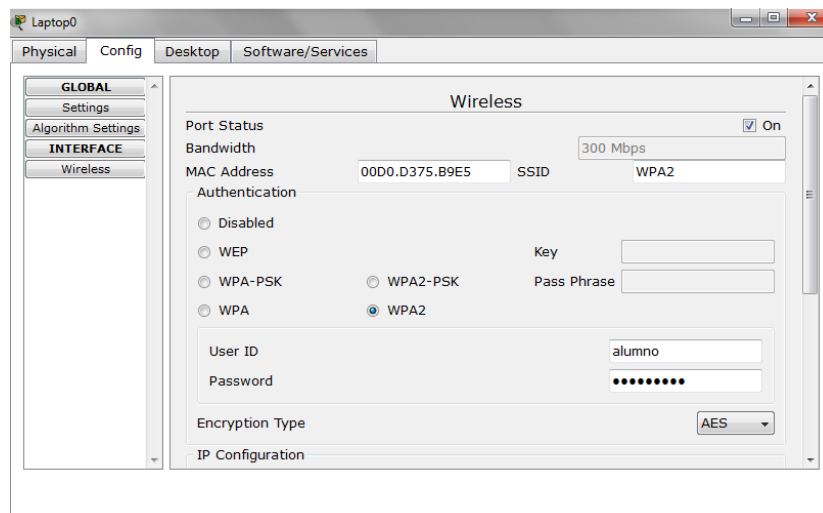 Laptop0
Physical Config Desktop Software/Services
GLOBAL
Settings
Algorithm Settings
INTERFACE
Wireless
Wireless
Port Status On
Bandwidth 300 Mbps
MAC Address 00D0.D375.B9E5 SSID WPA2
Authentication
Disabled
WEP Key
WPA-PSK WPA2-PSK Pass Phrase
WPA WPA2
User ID alumno
Password •••••••••
Encryption Type AES
IP Configuration